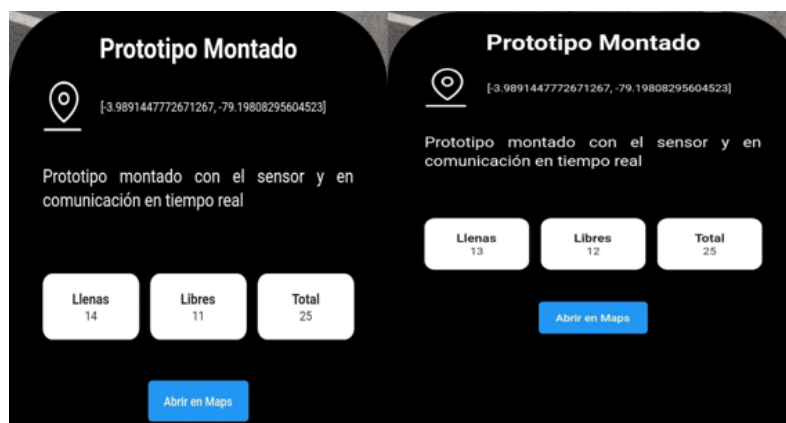 Prototipo Montado
[-3.9891447772671267, -79.19808295604523]
Prototipo montado con el sensor y en
comunicación en tiempo real
Llenas Libres Total
14 11 25
Abrir en Maps
Prototipo Montado
[-3.9891447772671267, -79.19808295604523]
Prototipo montado con el sensor y en
comunicación en tiempo real
Llenas Libres Total
13 12 25
Abrir en Maps